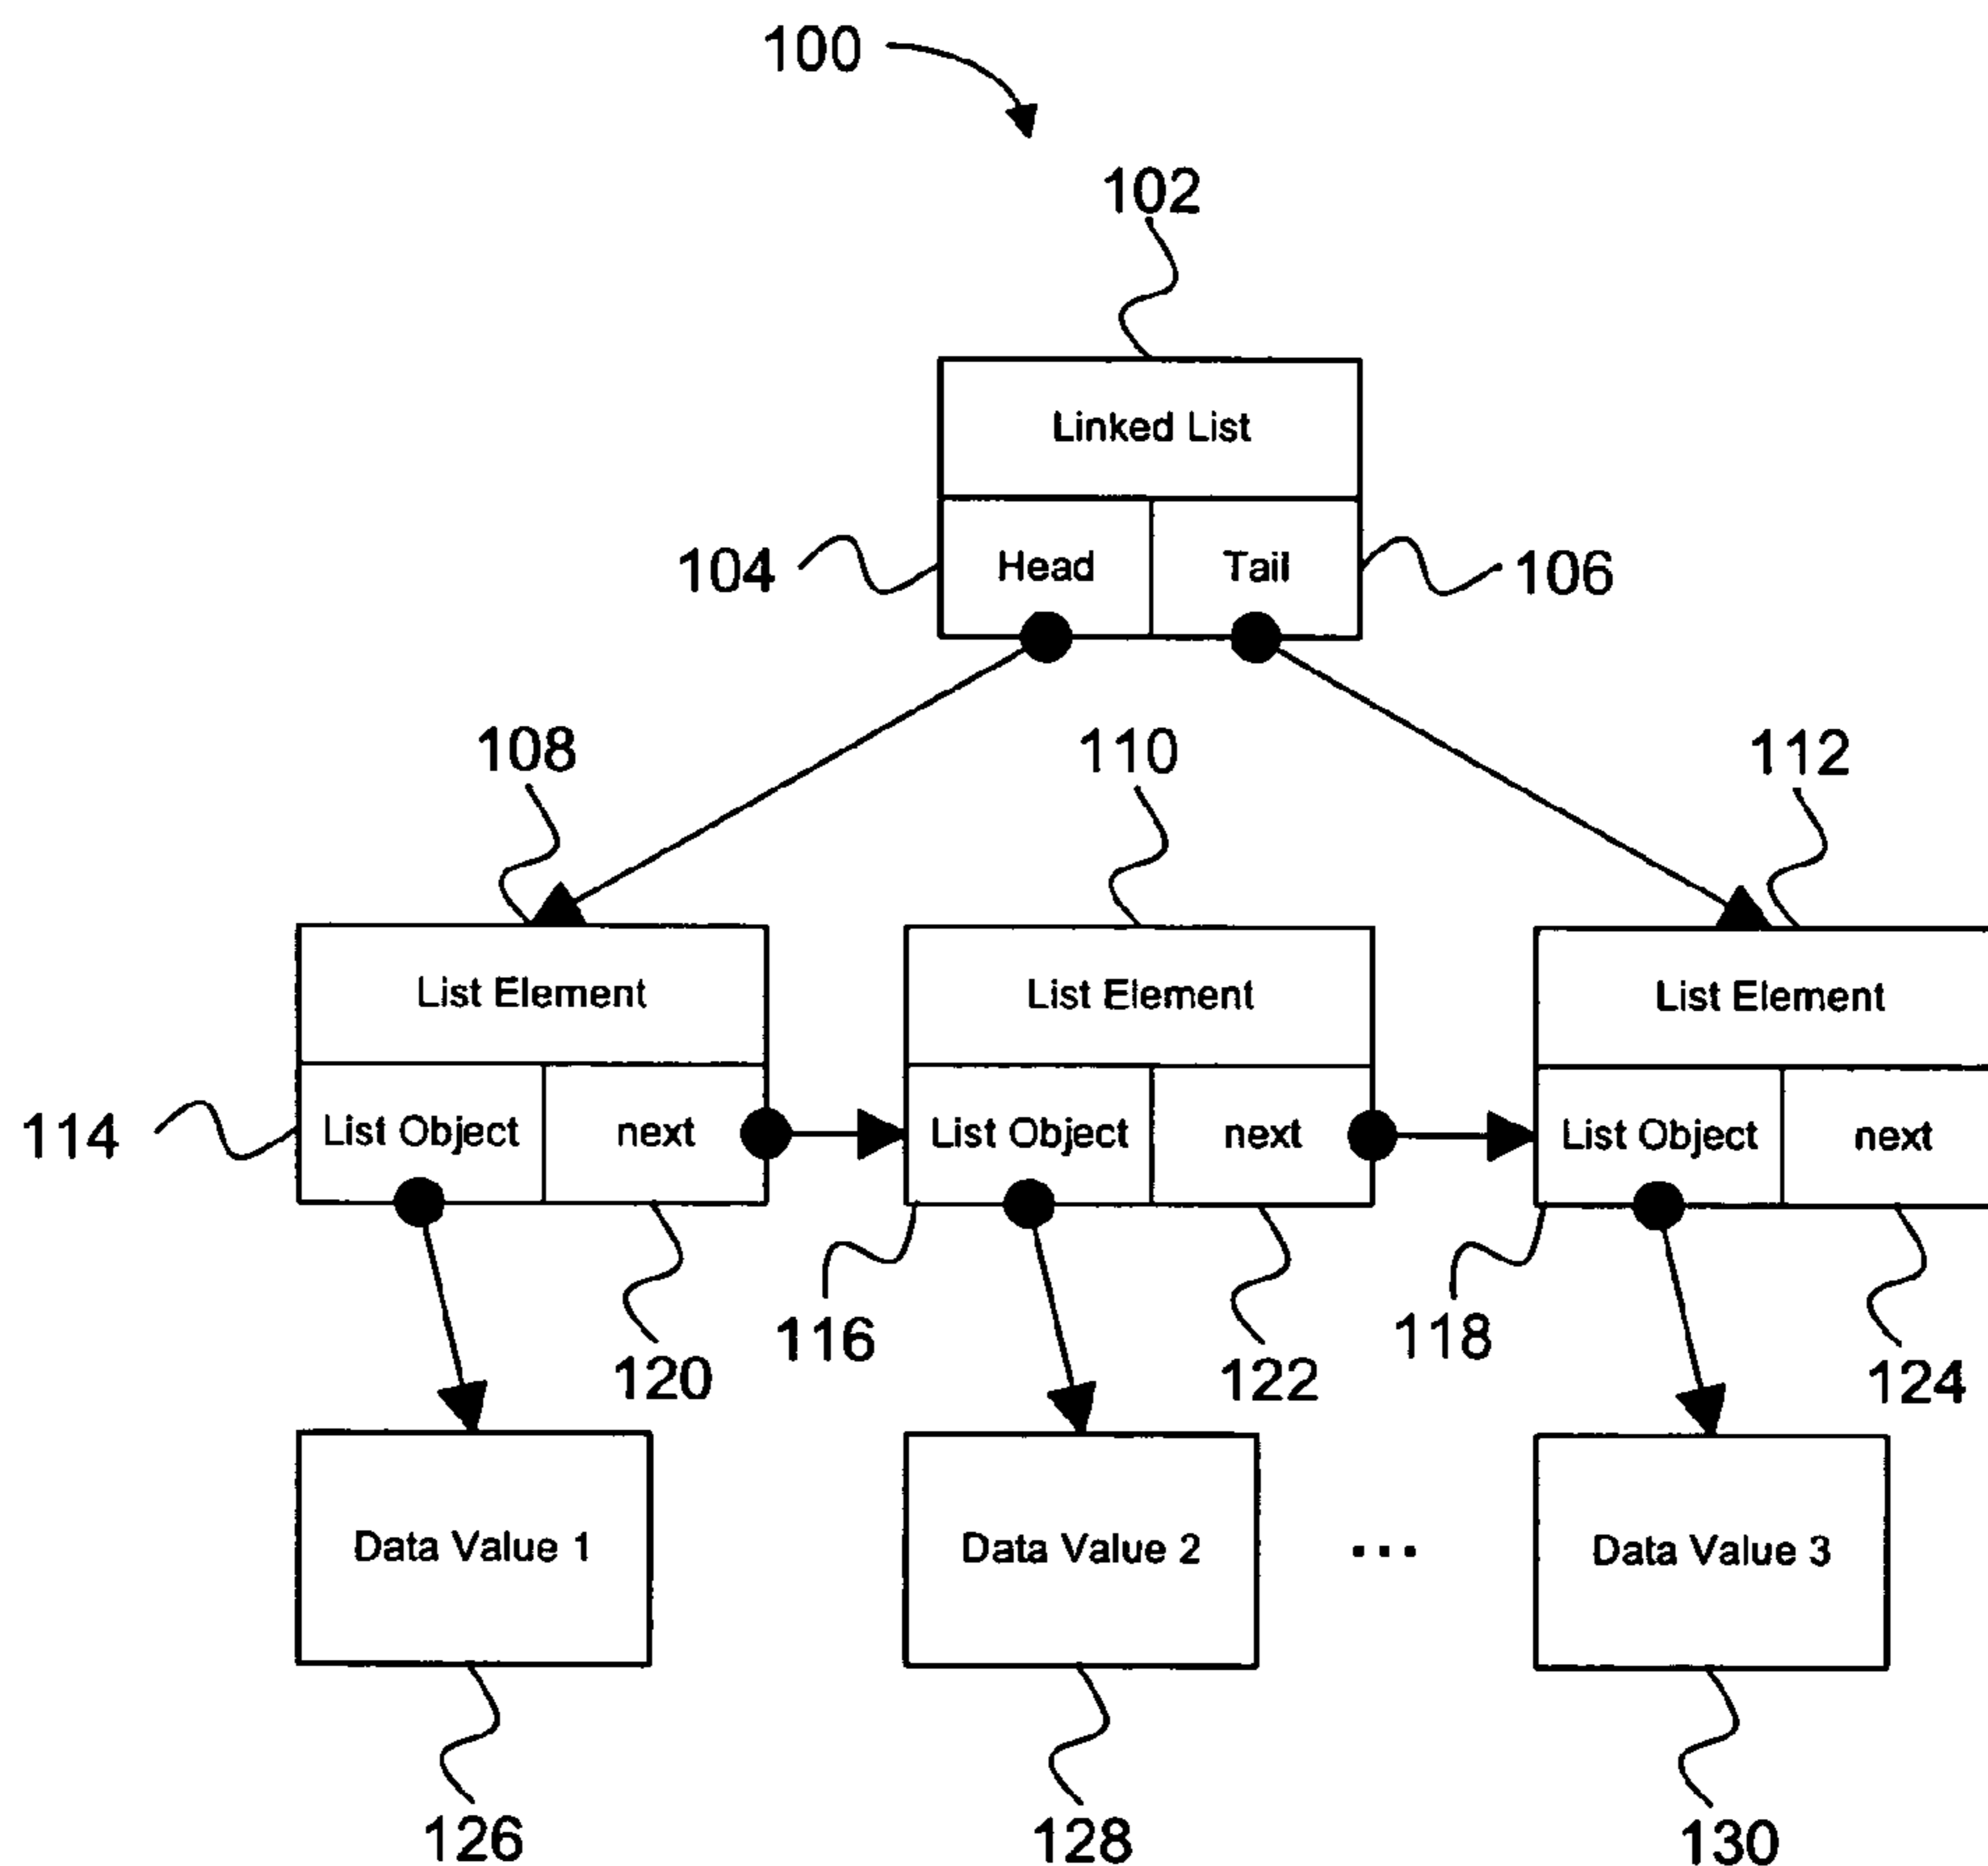 100
102
Linked List
104 Head Tail 106
108 110 112
List Element List Element List Element
114 List Object next List Object next List Object next
116 118
120 122 124
Data Value 1 Data Value 2 ... Data Value 3
126 128 130